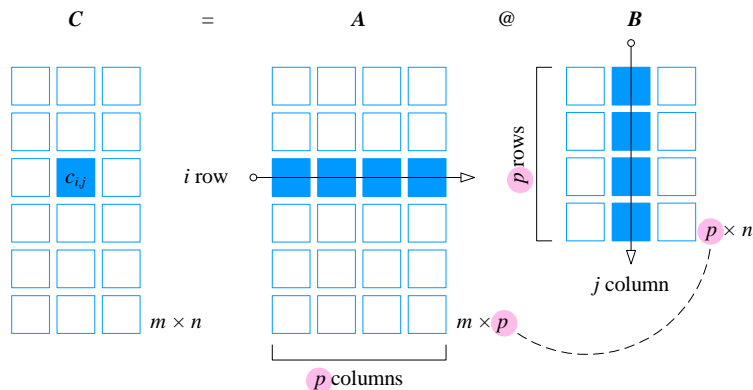 C = A @ B
c_{i,j}
i row
p rows
p × n
j column
m × n
m × p
p columns